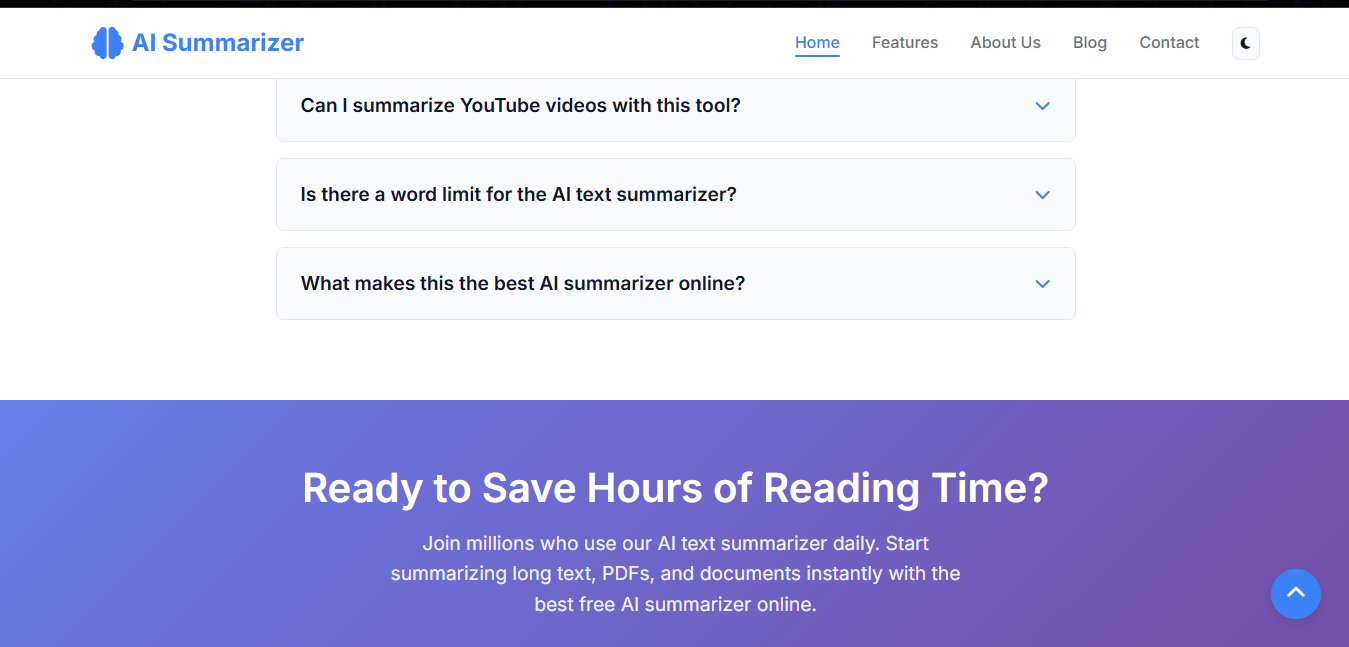 AI Summarizer
Home
Features
About Us
Blog
Contact
Can I summarize YouTube videos with this tool?
Is there a word limit for the AI text summarizer?
What makes this the best AI summarizer online?
Ready to Save Hours of Reading Time?
Join millions who use our AI text summarizer daily. Start
summarizing long text, PDFs, and documents instantly with the
best free AI summarizer online.